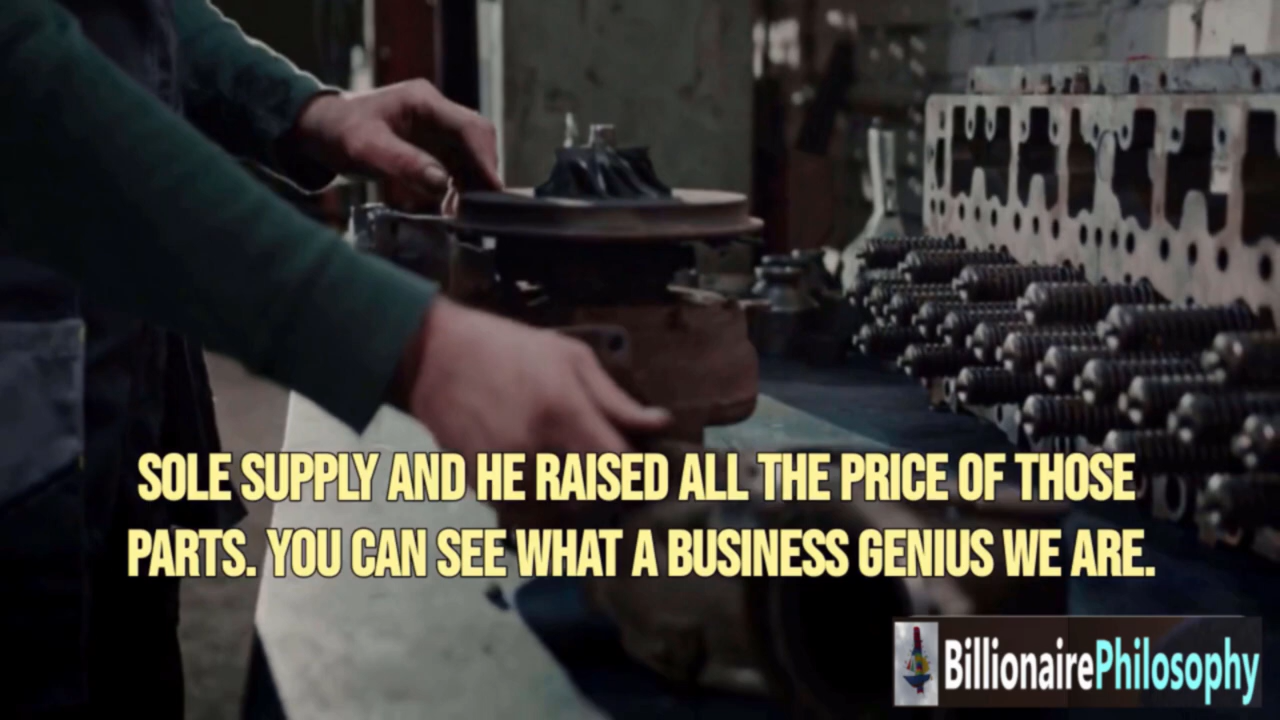 SOLE SUPPLY AND HE RAISED ALL THE PRICE OF THOSE
PARTS. YOU CAN SEE WHAT A BUSINESS GENIUS WE ARE.
BillionairePhilosophy